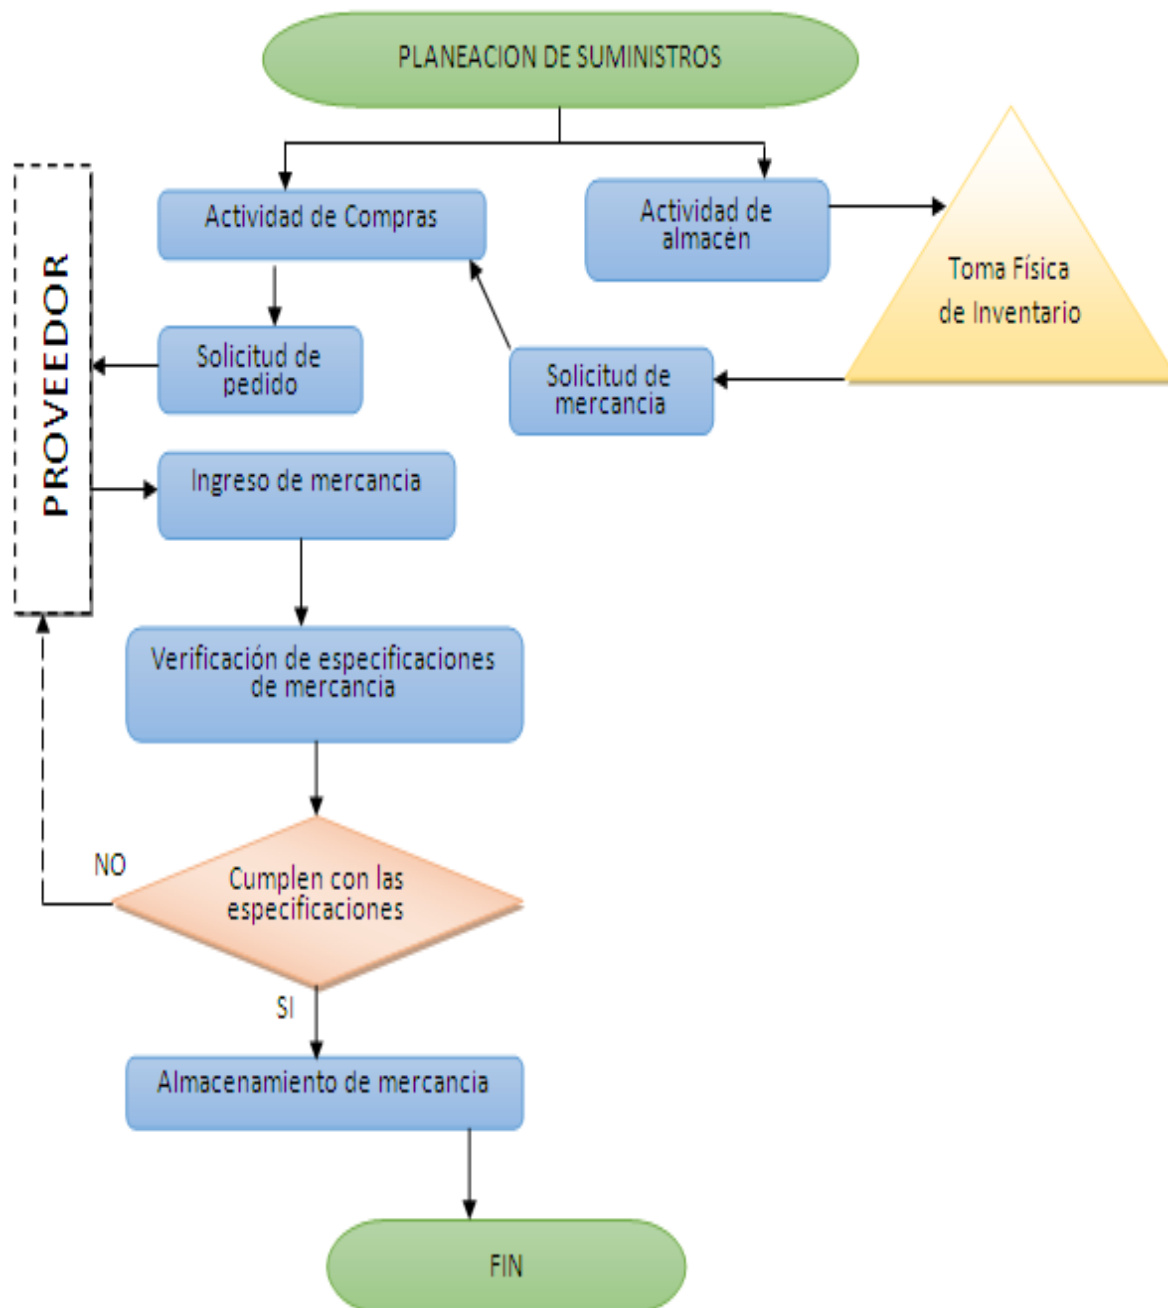 PLANEACION DE SUMINISTROS
Actividad de Compras
Actividad de
almacén
Toma Física
de Inventario
PROVEEDOR
Solicitud de
pedido
Solicitud de
mercancia
Ingreso de mercancia
Verificación de especificaciones
de mercancia
NO
Cumplen con las
especificaciones
SI
Almacenamiento de mercancia
FIN